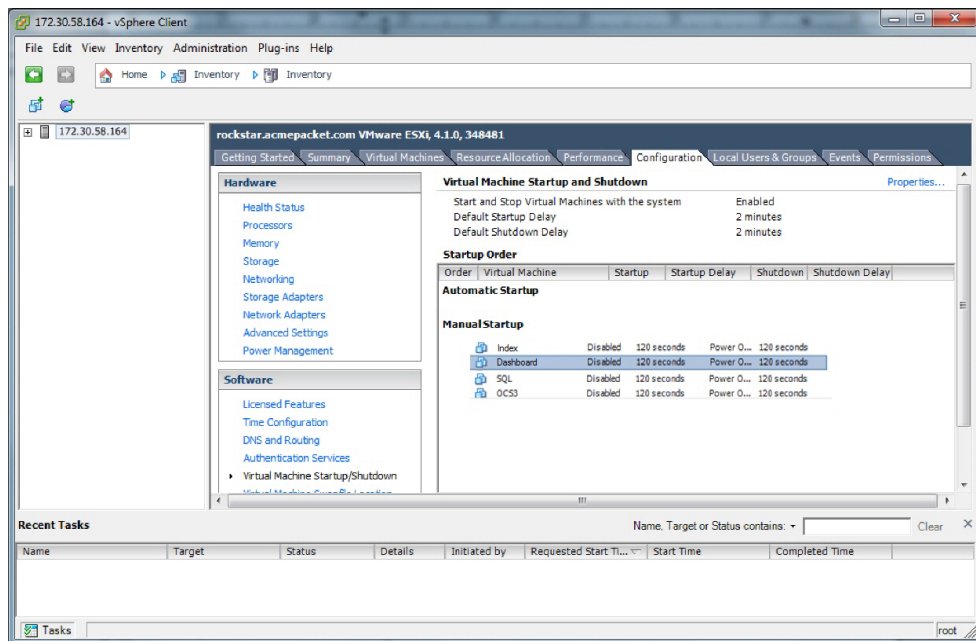 172.30.58.164 - vSphere Client
File Edit View Inventory Administration Plug-ins Help
Home Inventory Inventory
172.30.58.164
rockstar.acmepacket.com VMware ESXi, 4.1.0, 348481
Getting Started Summary Virtual Machines Resource Allocation Performance Configuration Local Users & Groups Events Permissions
Hardware
Health Status
Processors
Memory
Storage
Networking
Storage Adapters
Network Adapters
Advanced Settings
Power Management
Software
Licensed Features
Time Configuration
DNS and Routing
Authentication Services
Virtual Machine Startup/Shutdown
Virtual Machine Swapfile Location
Virtual Machine Startup and Shutdown Properties...
Start and Stop Virtual Machines with the system Enabled
Default Startup Delay 2 minutes
Default Shutdown Delay 2 minutes
Startup Order
Order Virtual Machine Startup Startup Delay Shutdown Shutdown Delay
Automatic Startup
Manual Startup
Index Disabled 120 seconds Power O... 120 seconds
Dashboard Disabled 120 seconds Power O... 120 seconds
SQL Disabled 120 seconds Power O... 120 seconds
OCS3 Disabled 120 seconds Power O... 120 seconds
Recent Tasks Name, Target or Status contains: Clear
Name Target Status Details Initiated by Requested Start Ti... Start Time Completed Time
Tasks root